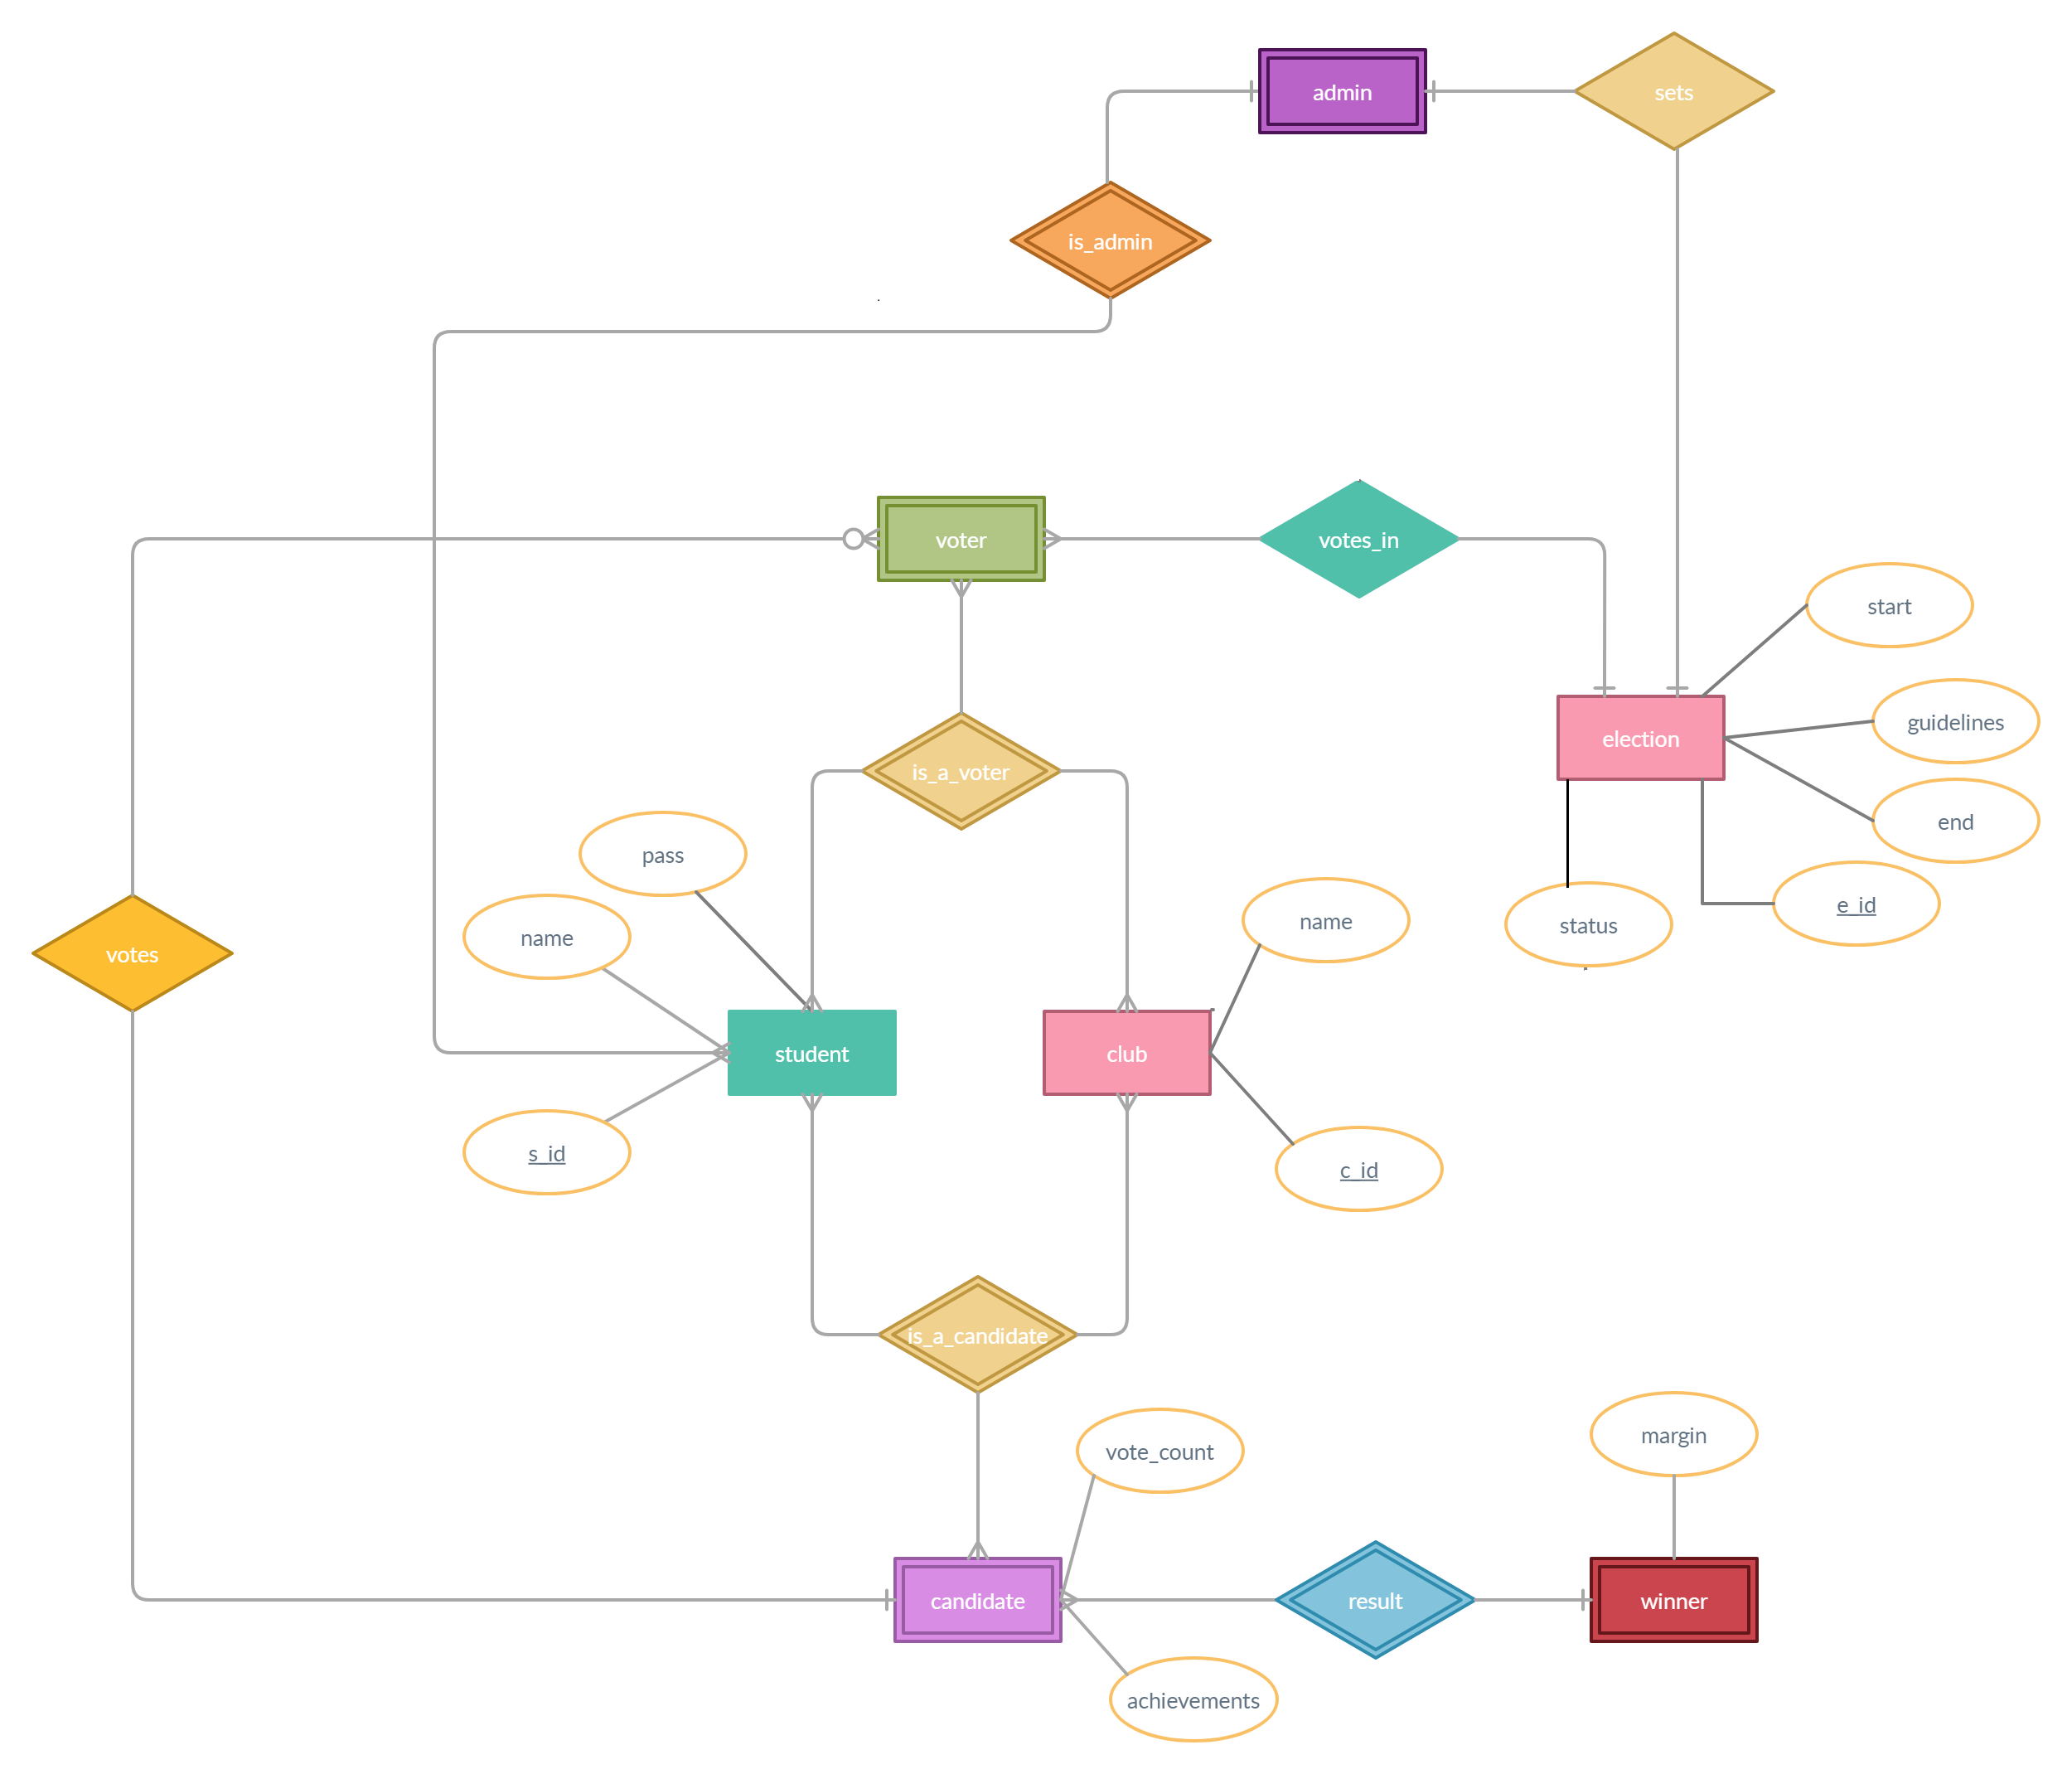 admin
sets
is_admin
voter
votes_in
start
guidelines
election
end
is_a_voter
pass
name
name
e_id
status
votes
student
club
s_id
c_id
is_a_candidate
vote_count
margin
candidate
result
winner
achievements